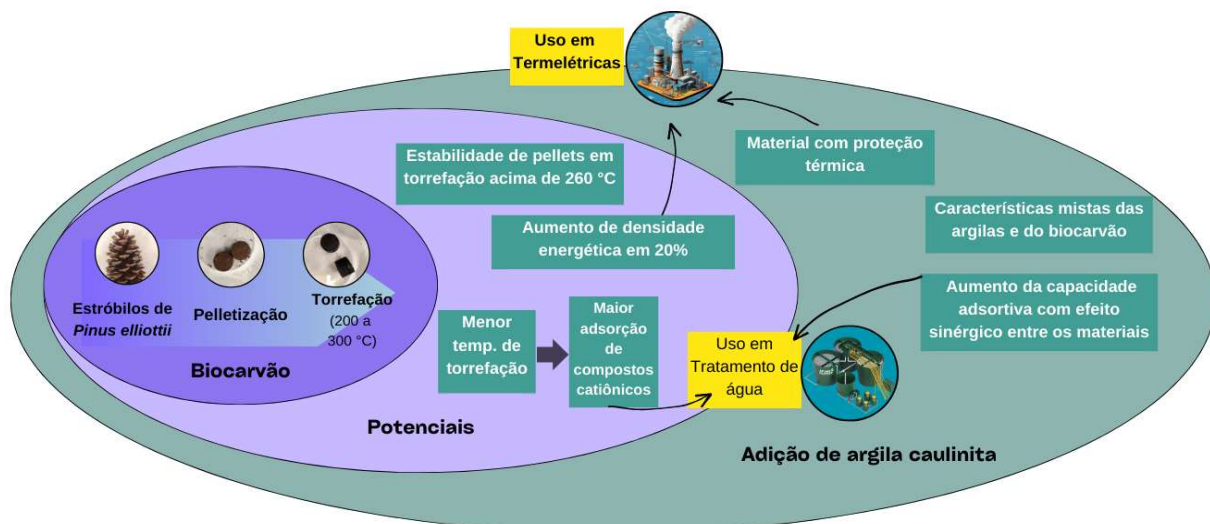 Uso em
Termelétricas
Material com proteção
térmica
Estabilidade de pellets em
torrefação acima de 260 °C
Aumento de densidade
energética em 20%
Características mistas das
argilas e do biocarvão
Aumento da capacidade
adsortiva com efeito
sinérgico entre os materiais
Estróbilos de
Pinus elliottii
Pelletização
Torrefação
(200 a
300 °C)
Biocarvão
Menor
temp. de
torrefação
Maior
adsorção
de
compostos
catiônicos
Uso em
Tratamento de
água
Potenciais
Adição de argila caulinita